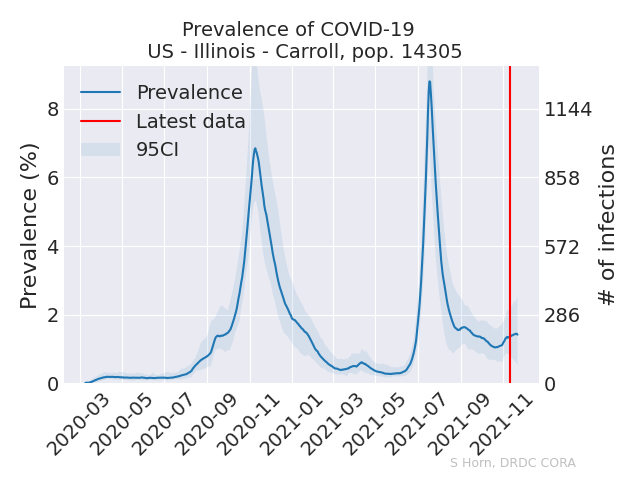 Prevalence of COVID-19
US - Illinois - Carroll, pop. 14305
Prevalence
Latest data
95CI
Prevalence (%)
8
6
4
2
0
1144
858
572
286
0
# of infections
2020-03
2020-05
2020-07
2020-09
2020-11
2021-01
2021-03
2021-05
2021-07
2021-09
2021-11
S Horn, DRDC CORA